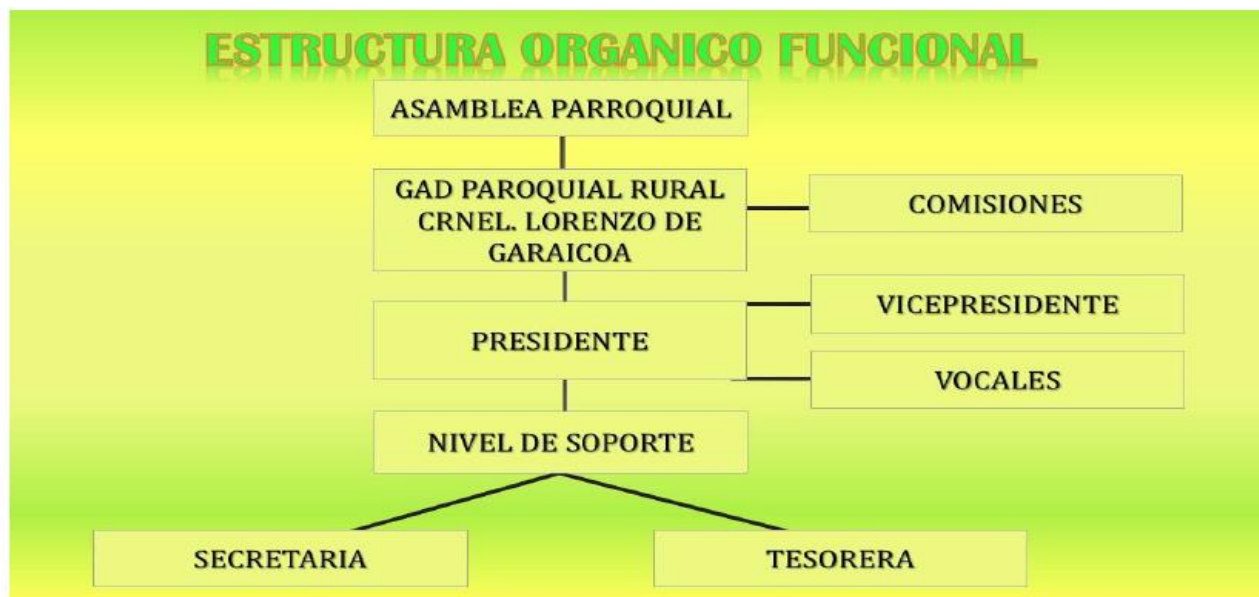 ESTRUCTURA ORGANICO FUNCIONAL
ASAMBLEA PARROQUIAL
GAD PAROQUIAL RURAL
CRNEL. LORENZO DE
GARAICOA
COMISIONES
VICEPRESIDENTE
PRESIDENTE
VOCALES
NIVEL DE SOPORTE
SECRETARIA
TESORERA